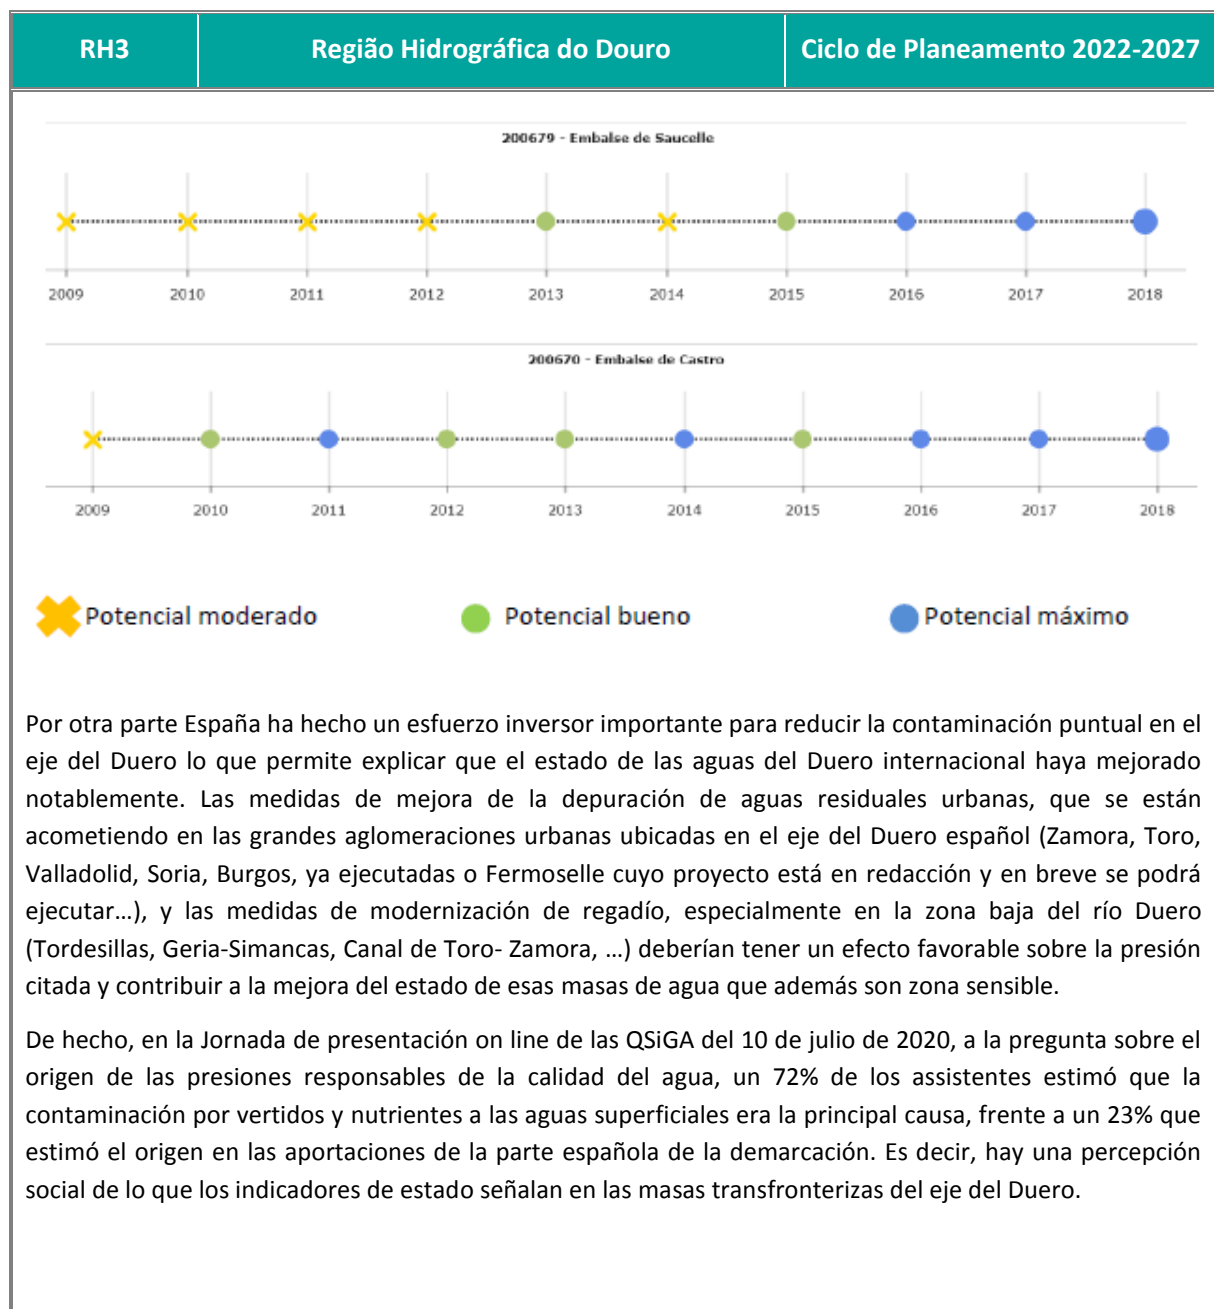 RH3 Região Hidrográfica do Douro Ciclo de Planeamento 2022-2027
200679 - Embalse de Saucelle
2009 2010 2011 2012 2013 2014 2015 2016 2017 2018
200670 - Embalse de Castro
2009 2010 2011 2012 2013 2014 2015 2016 2017 2018
Potencial moderado Potencial bueno Potencial máximo
Por otra parte España ha hecho un esfuerzo inversor importante para reducir la contaminación puntual en el
eje del Duero lo que permite explicar que el estado de las aguas del Duero internacional haya mejorado
notablemente. Las medidas de mejora de la depuración de aguas residuales urbanas, que se están
acometiendo en las grandes aglomeraciones urbanas ubicadas en el eje del Duero español (Zamora, Toro,
Valladolid, Soria, Burgos, ya ejecutadas o Fermoselle cuyo proyecto está en redacción y en breve se podrá
ejecutar…), y las medidas de modernización de regadío, especialmente en la zona baja del río Duero
(Tordesillas, Geria-Simancas, Canal de Toro- Zamora, …) deberían tener un efecto favorable sobre la presión
citada y contribuir a la mejora del estado de esas masas de agua que además son zona sensible.
De hecho, en la Jornada de presentación on line de las QSiGA del 10 de julio de 2020, a la pregunta sobre el
origen de las presiones responsables de la calidad del agua, un 72% de los assistentes estimó que la
contaminación por vertidos y nutrientes a las aguas superficiales era la principal causa, frente a un 23% que
estimó el origen en las aportaciones de la parte española de la demarcación. Es decir, hay una percepción
social de lo que los indicadores de estado señalan en las masas transfronterizas del eje del Duero.